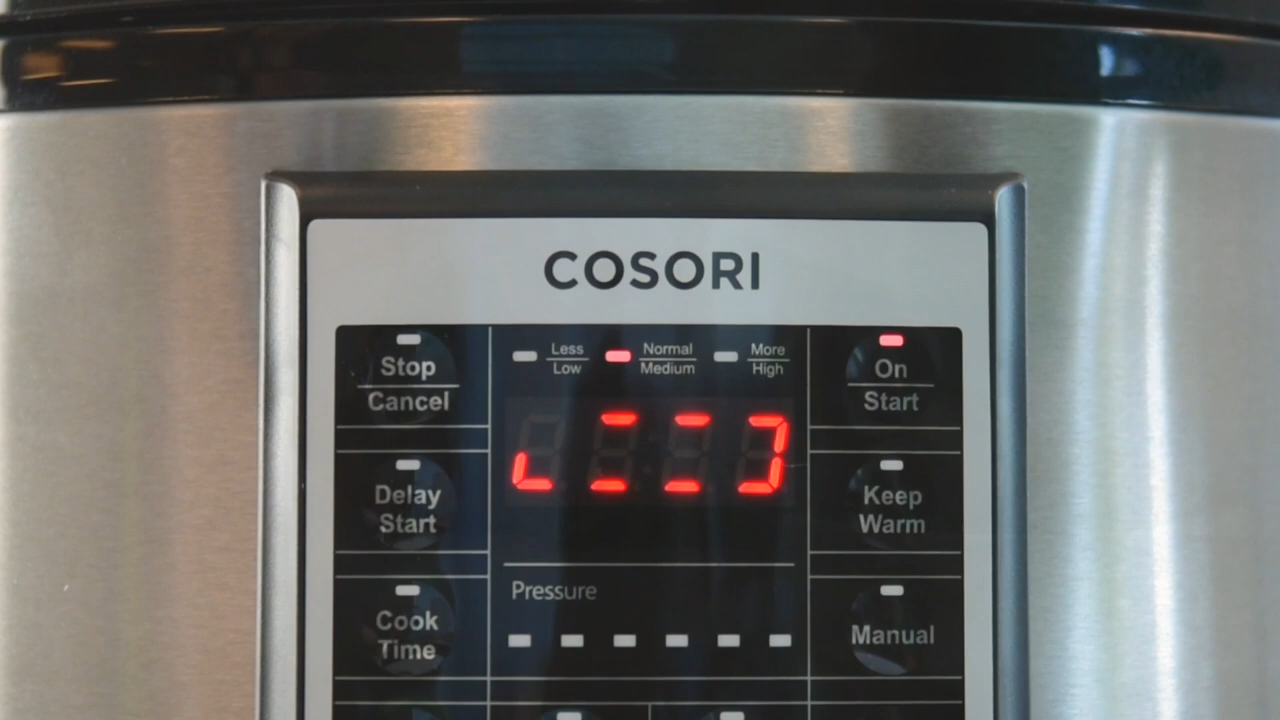 COSORI
Stop
Cancel
Less
Low
Normal
Medium
More
High
On
Start
Delay
Start
Keep
Warm
Pressure
Cook
Time
Manual